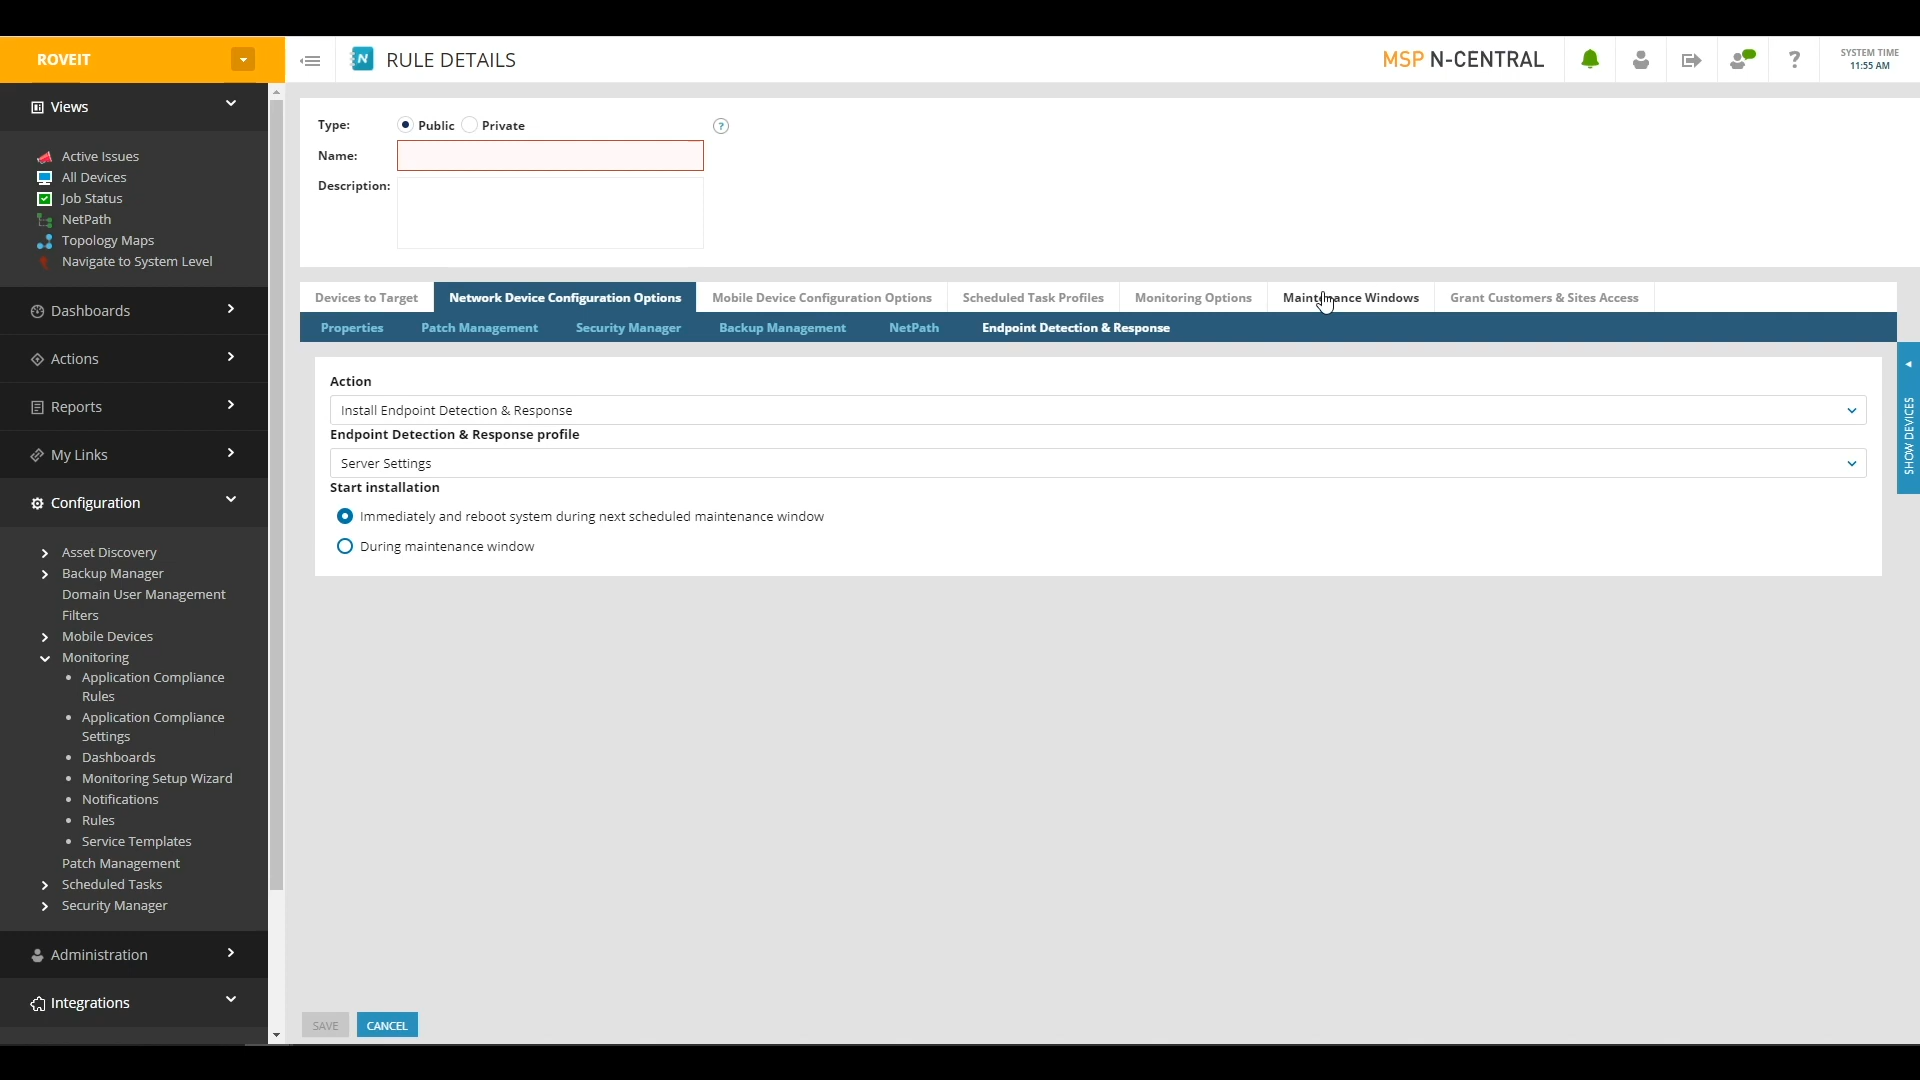 ROVEIT
RULE DETAILS
MSP N-CENTRAL
?
SYSTEM TIME
11:55 AM
Views
Active Issues
All Devices
Job Status
NetPath
Topology Maps
Navigate to System Level
Dashboards
Actions
Reports
My Links
Configuration
Asset Discovery
Backup Manager
Domain User Management
Filters
Mobile Devices
Monitoring
Application Compliance
Rules
Application Compliance
Settings
Dashboards
Monitoring Setup Wizard
Notifications
Rules
Service Templates
Patch Management
Scheduled Tasks
Security Manager
Administration
Integrations
Type: Public Private ?
Name:
Description:
Devices to Target Network Device Configuration Options Mobile Device Configuration Options Scheduled Task Profiles Monitoring Options Maintenance Windows Grant Customers & Sites Access
Properties Patch Management Security Manager Backup Management NetPath Endpoint Detection & Response
Action
Install Endpoint Detection & Response
Endpoint Detection & Response profile
Server Settings
Start installation
Immediately and reboot system during next scheduled maintenance window
During maintenance window
SHOW DEVICES
SAVE CANCEL